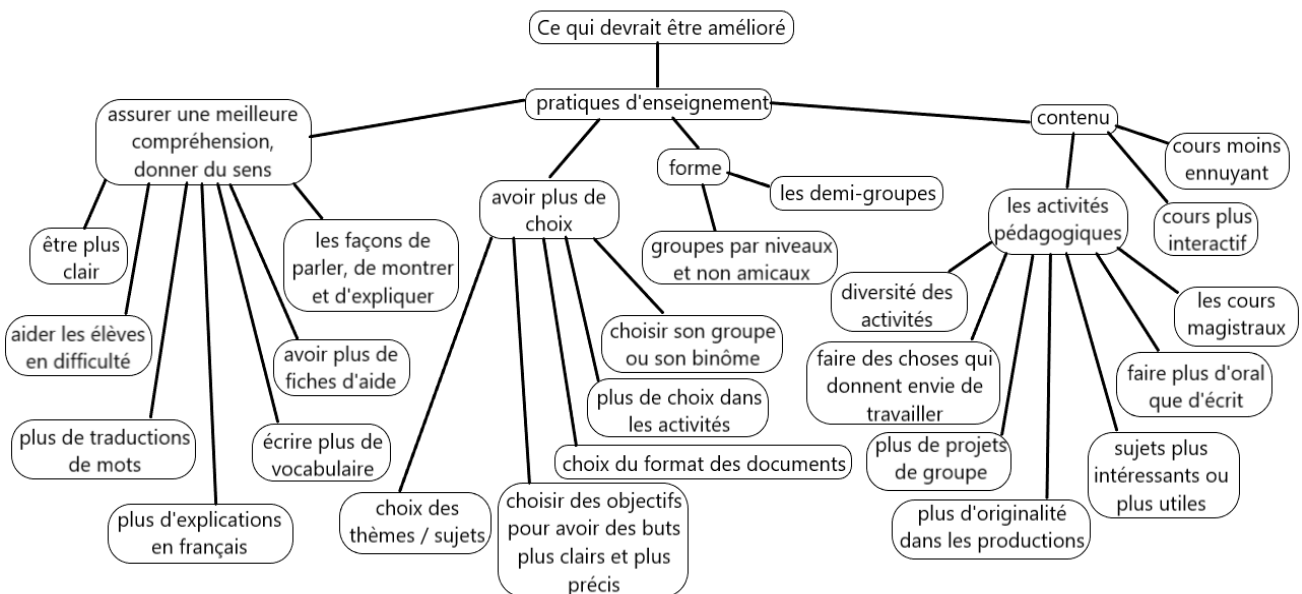 Ce qui devrait être amélioré
pratiques d'enseignement
assurer une meilleure
compréhension,
donner du sens
être plus
clair
aider les élèves
en difficulté
plus de traductions
de mots
plus d'explications
en français
écrire plus de
vocabulaire
avoir plus de
fiches d'aide
les façons de
parler, de montrer
et d'expliquer
avoir plus de
choix
choix des
thèmes / sujets
choisir des objectifs
pour avoir des buts
plus clairs et plus
précis
choix du format des documents
plus de choix dans
les activités
choisir son groupe
ou son binôme
forme
groupes par niveaux
et non amicaux
les demi-groupes
contenu
les activités
pédagogiques
diversité des
activités
faire des choses qui
donnent envie de
travailler
plus de projets
de groupe
plus d'originalité
dans les productions
sujets plus
intéressants ou
plus utiles
faire plus d'oral
que d'écrit
les cours
magistraux
cours plus
interactif
cours moins
ennuyant